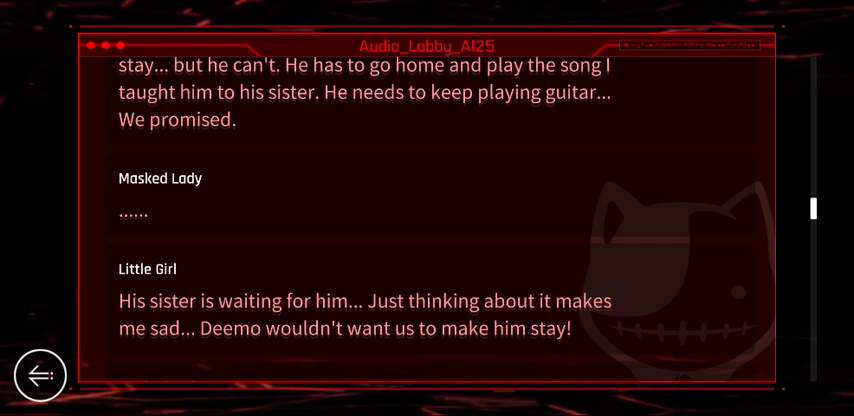 Audio_Lobby_AI25
stay... but he can't. He has to go home and play the song I
taught him to his sister. He needs to keep playing guitar...
We promised.
Masked Lady
......
Little Girl
His sister is waiting for him... Just thinking about it makes
me sad... Deemo wouldn't want us to make him stay!